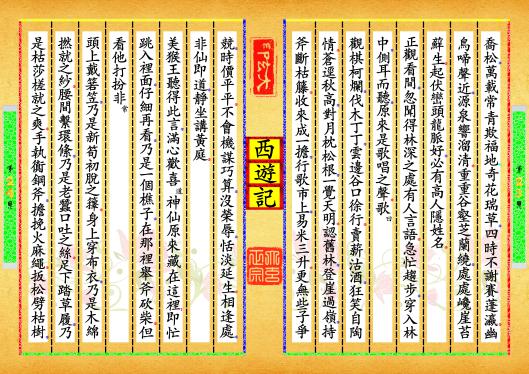 喬松萬載常青欺福地奇花瑞草四時不謝賽蓬瀛幽
鳥啼聲近源泉響溜清重重谷壑芝蘭繞處處巉崖苔
蘚生起伏巒頭龍脈好必有高人隱姓名
正觀看間忽聞得林深之處有人言語急忙趨步穿入林
中側耳而聽原來是歌唱之聲歌曰
觀棋柯爛伐木丁丁雲邊谷口徐行賣薪沽酒狂笑自陶
情蒼逕秋高對月枕松根一覺天明認舊林登崖過嶺持
斧斷枯藤收來成一擔行歌市上易米三升更無些子爭
西遊記
競時價平平不會機謀巧算沒榮辱恬淡延生相逢處
非仙即道靜坐講黃庭
美猴王聽得此言滿心歡喜道神仙原來藏在這裡即忙
跳入裡面仔細再看乃是一個樵子在那裡舉斧砍柴但
看他打扮非常
頭上戴箬笠乃是新筍初脫之籜身上穿布衣乃是木綿
撚就之紗腰間繫環絛乃是老蠶口吐之絲足下踏草履乃
是枯莎槎就之爽手執衠鋼斧擔挽火麻繩扳松劈枯樹